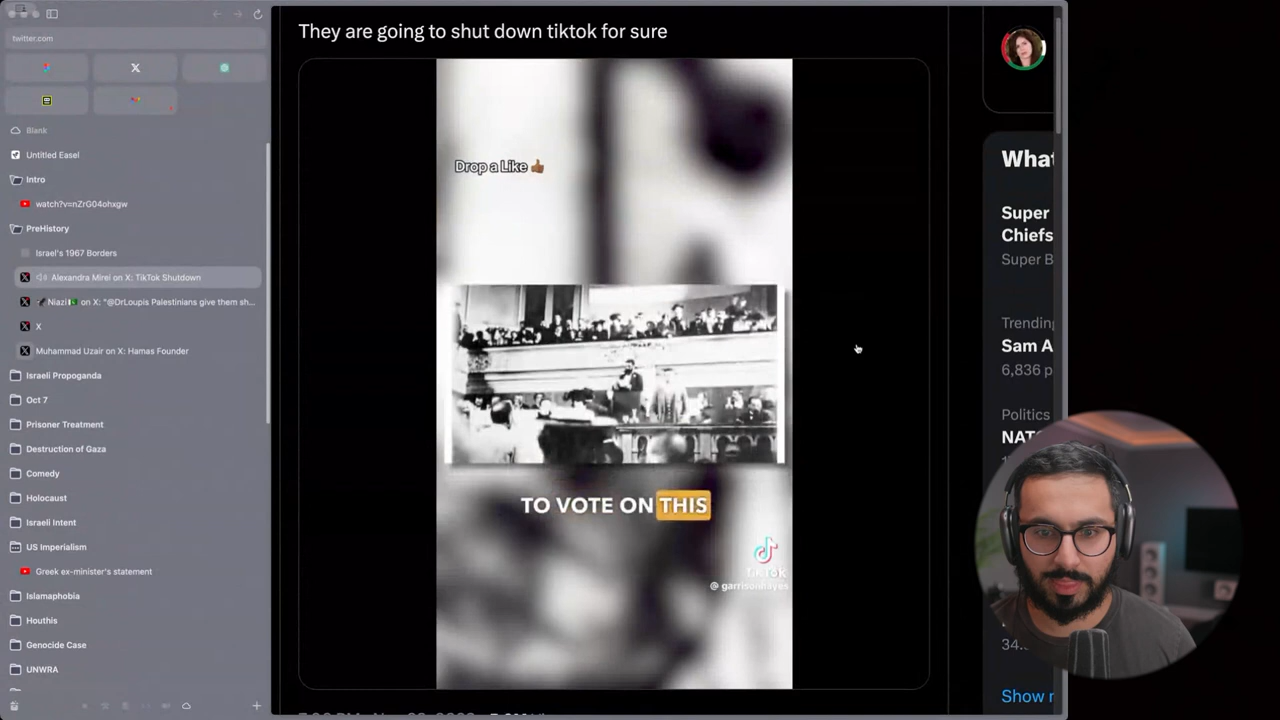 twitter.com
Blank
Untitled Easel
Intro
watch?v=nZrG04ohxgw
PreHistory
Israel's 1967 Borders
Alexandra Mirei on X: TikTok Shutdown
on X: "@DrLoupis Palestinians give them sh...
X
Muhammad Uzair on X: Hamas Founder
Israeli Propaganda
Oct 7
Prisoner Treatment
Destruction of Gaza
Comedy
Holocaust
Israeli Intent
US Imperialism
Greek ex-minister's statement
Islamaphobia
Houthis
Genocide Case
UNWRA
They are going to shut down tiktok for sure
Drop a Like 👍🏾
TO VOTE ON THIS
TikTok
@ garrisonhayes
What
Super
Chiefs
Super B
Trending
Sam A
6,836 p
Politics
NAT
34.
Show r